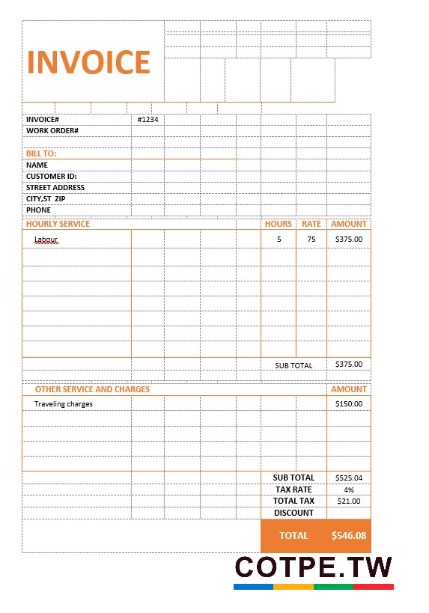 INVOICE
INVOICE# #1234
WORK ORDER#
BILL TO:
NAME
CUSTOMER ID:
STREET ADDRESS
CITY,ST ZIP
PHONE
HOURLY SERVICE HOURS RATE AMOUNT
Labour 5 75 $375.00
SUB TOTAL $375.00
OTHER SERVICE AND CHARGES AMOUNT
Traveling charges $150.00
SUB TOTAL $525.04
TAX RATE 4%
TOTAL TAX $21.00
DISCOUNT
TOTAL $546.08
COTPE.TW